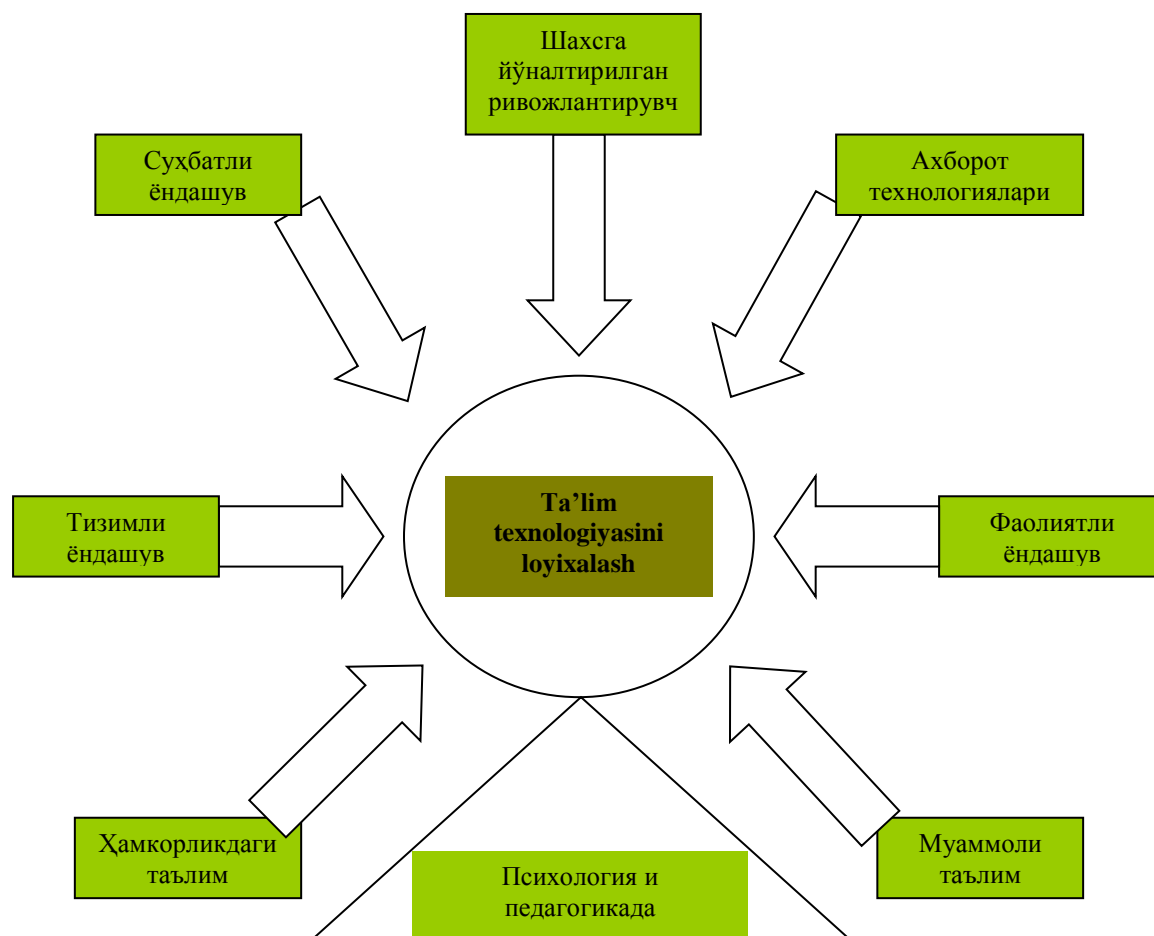 Шахсга
йўналтирилган
ривожлантирувч
Суҳбатли
ёндашув
Ахборот
технологиялари
Ta’lim
texnologiyasini
loyixalash
Тизимли
ёндашув
Фаолиятли
ёндашув
Ҳамкорликдаги
таълим
Муаммоли
таълим
Психология и
педагогикада